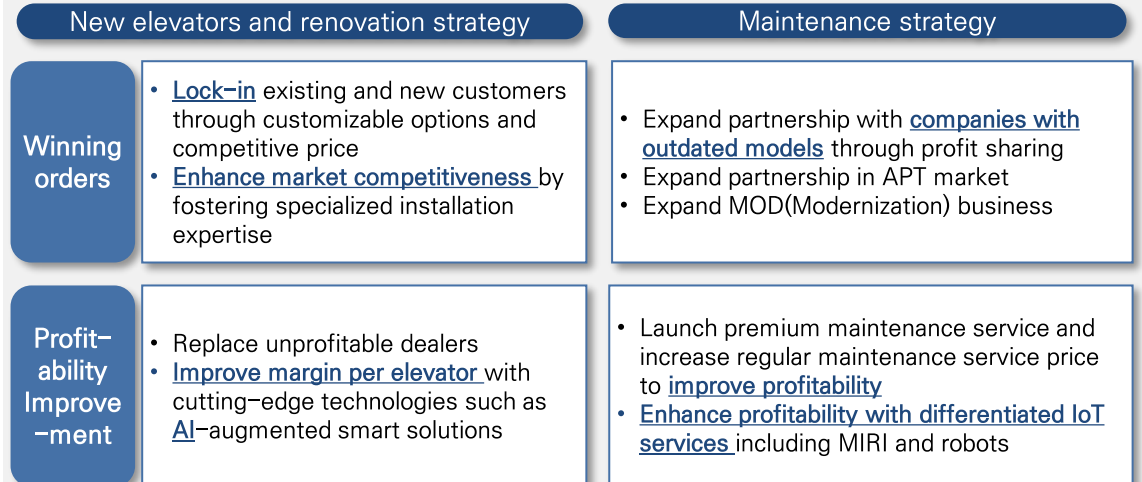 New elevators and renovation strategy
Maintenance strategy
Winning
orders
• Lock-in existing and new customers
through customizable options and
competitive price
• Enhance market competitiveness by
fostering specialized installation
expertise
• Expand partnership with companies with
outdated models through profit sharing
• Expand partnership in APT market
• Expand MOD(Modernization) business
Profit-
ability
Improve
-ment
• Replace unprofitable dealers
• Improve margin per elevator with
cutting-edge technologies such as
AI-augmented smart solutions
• Launch premium maintenance service and
increase regular maintenance service price
to improve profitability
• Enhance profitability with differentiated IoT
services including MIRI and robots